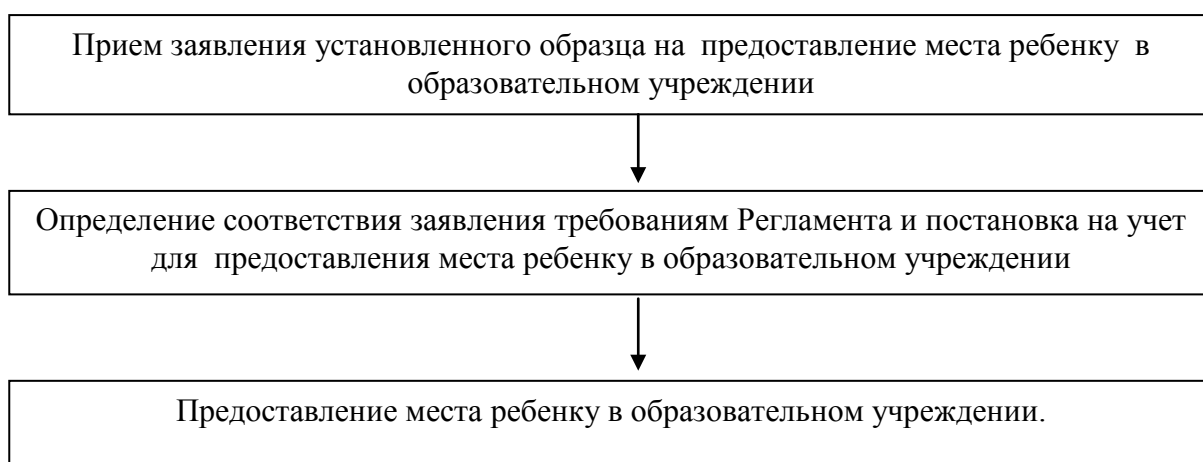 Прием заявления установленного образца на  предоставление места ребенку  в
образовательном учреждении
Определение соответствия заявления требованиям Регламента и постановка на учет
для  предоставления места ребенку в образовательном учреждении
Предоставление места ребенку в образовательном учреждении.